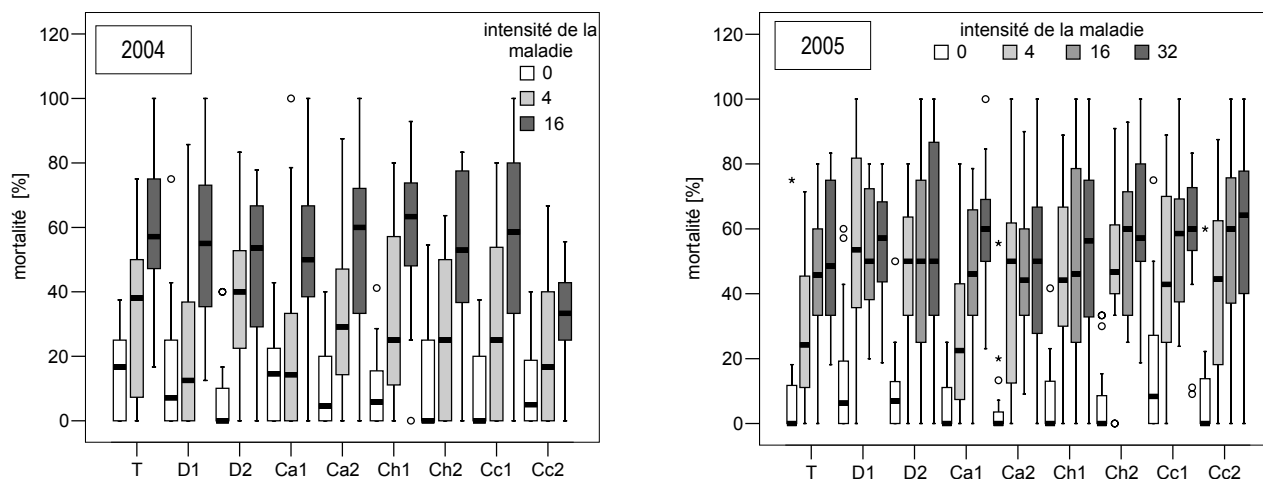 2004
intensité de la
maladie
0
4
16
mortalité [%]
120
100
80
60
40
20
0
T D1 D2 Ca1 Ca2 Ch1 Ch2 Cc1 Cc2
2005
intensité de la maladie
0 4 16 32
mortalité [%]
120
100
80
60
40
20
0
T D1 D2 Ca1 Ca2 Ch1 Ch2 Cc1 Cc2